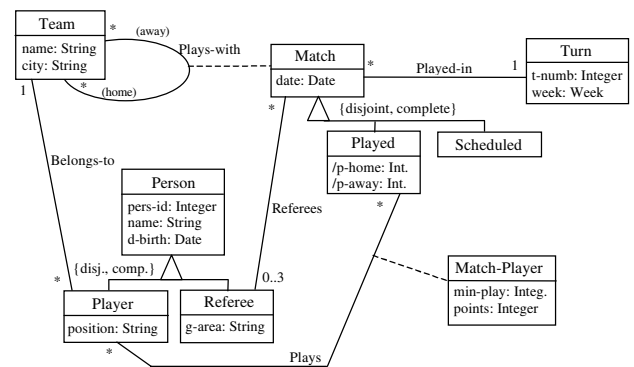 Team
name: String
city: String
*
(away)
*
(home)
Plays-with
1
Match
date: Date
*
Played-in
1
Turn
t-numb: Integer
week: Week
*
{disjoint, complete}
Played
/p-home: Int.
/p-away: Int.
*
Scheduled
Belongs-to
Person
pers-id: Integer
name: String
d-birth: Date
Referees
{disj., comp.}
0..3
*
Player
position: String
*
Referee
g-area: String
Match-Player
min-play: Integ.
points: Integer
Plays